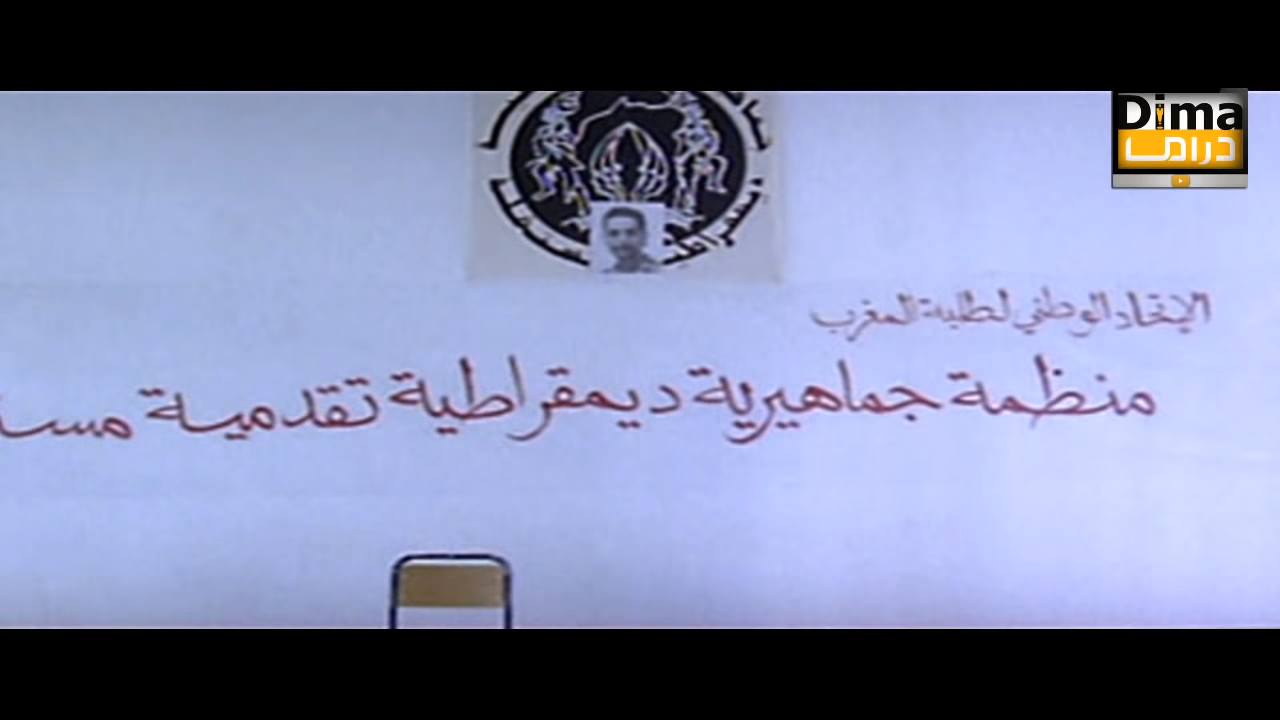 Dima
دراما
الإتحاد الوطني لطلبة المغرب
منظمة جماهيرية ديمقراطية تقدمية